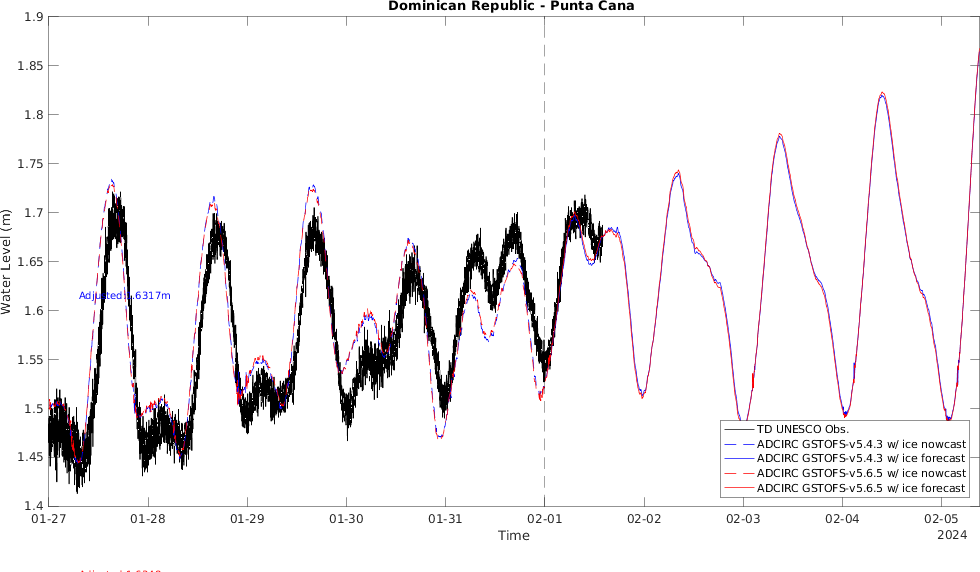 Dominican Republic - Punta Cana
1.9
1.85
1.8
1.75
1.7
1.65
1.6
1.55
1.5
1.45
1.4
Water Level (m)
01-27
01-28
01-29
01-30
01-31
02-01
02-02
02-03
02-04
02-05
2024
Time
TD UNESCO Obs.
ADCIRC GSTOFS-v5.4.3 w/ ice nowcast
ADCIRC GSTOFS-v5.4.3 w/ ice forecast
ADCIRC GSTOFS-v5.6.5 w/ ice nowcast
ADCIRC GSTOFS-v5.6.5 w/ ice forecast